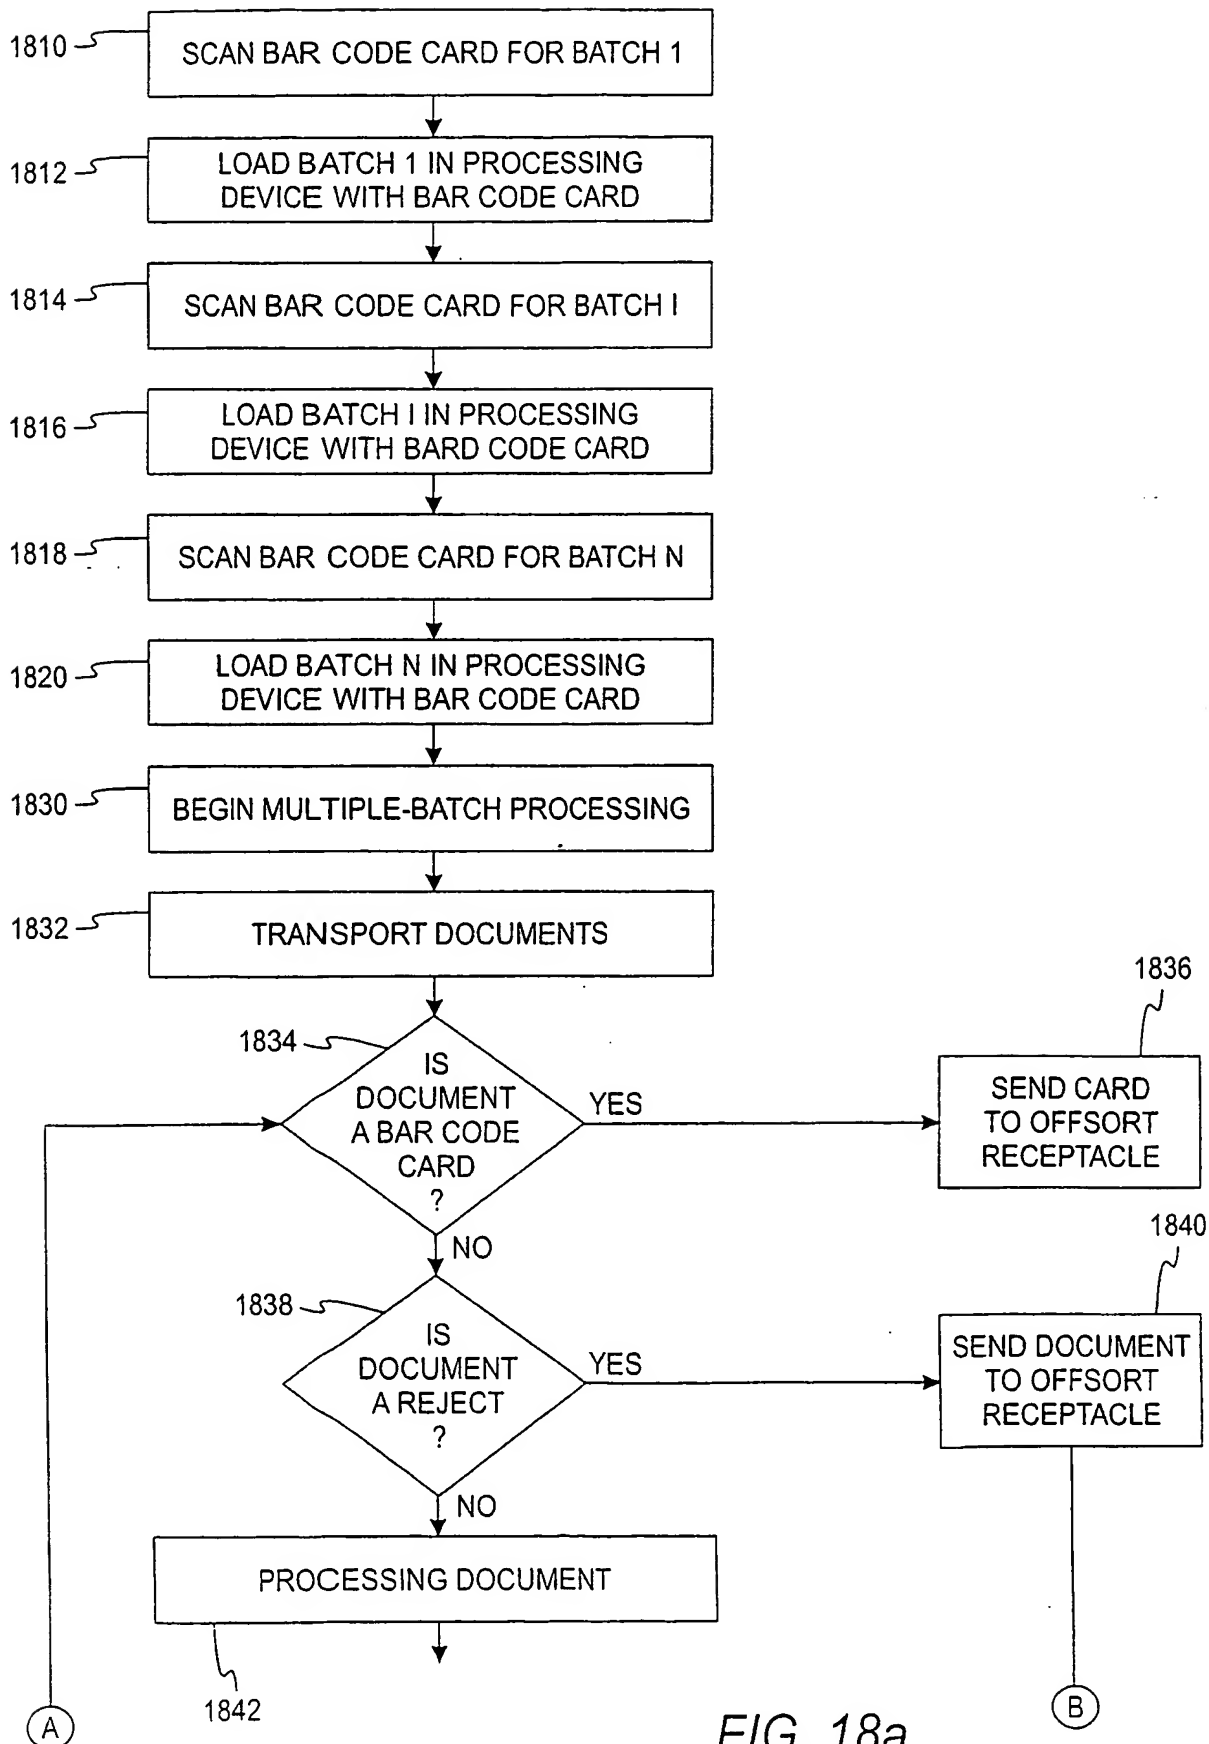 1810
SCAN BAR CODE CARD FOR BATCH 1
1812
LOAD BATCH 1 IN PROCESSING
DEVICE WITH BAR CODE CARD
1814
SCAN BAR CODE CARD FOR BATCH I
1816
LOAD BATCH I IN PROCESSING
DEVICE WITH BARD CODE CARD
1818
SCAN BAR CODE CARD FOR BATCH N
1820
LOAD BATCH N IN PROCESSING
DEVICE WITH BAR CODE CARD
1830
BEGIN MULTIPLE-BATCH PROCESSING
1832
TRANSPORT DOCUMENTS
1834
IS
DOCUMENT
A BAR CODE
CARD
?
YES
1836
SEND CARD
TO OFFSORT
RECEPTACLE
NO
1838
IS
DOCUMENT
A REJECT
?
YES
1840
SEND DOCUMENT
TO OFFSORT
RECEPTACLE
NO
PROCESSING DOCUMENT
1842
A
B
FIG. 18a